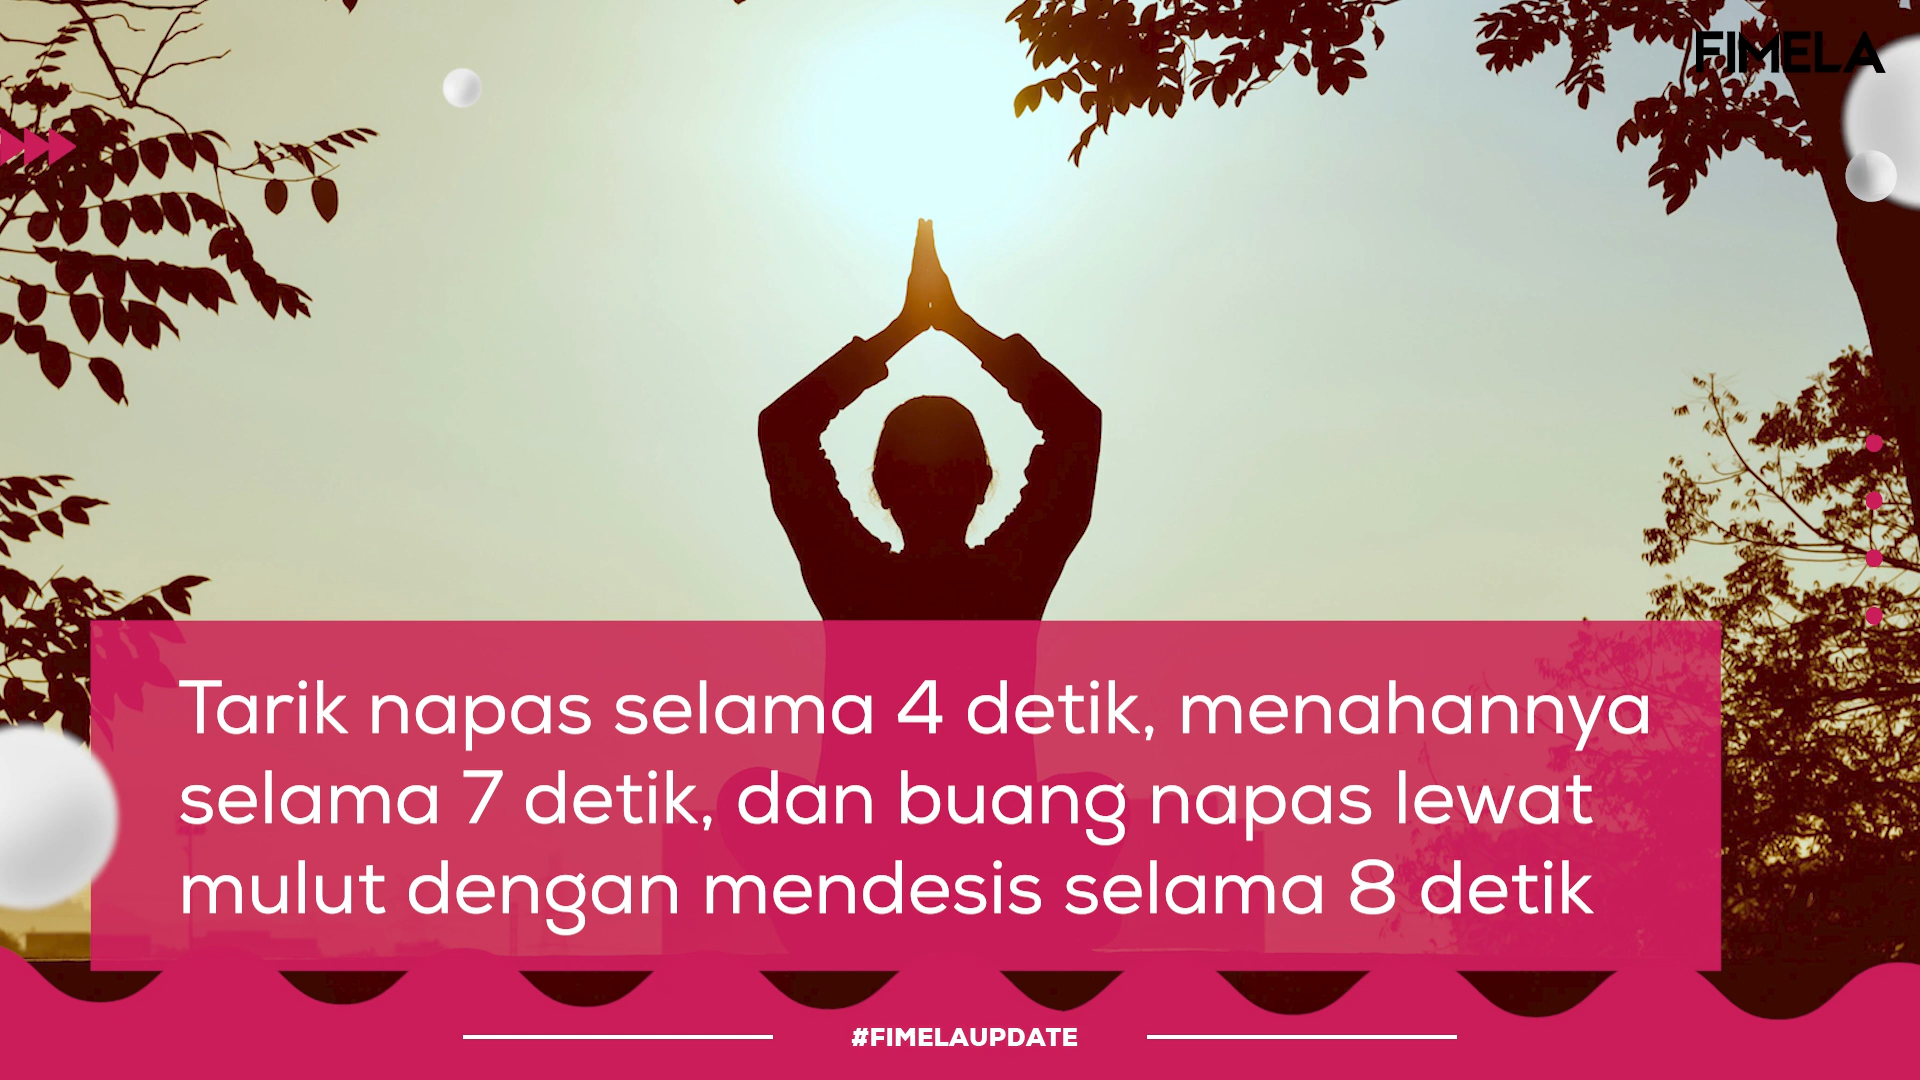 FIMELA
Tarik napas selama 4 detik, menahannya
selama 7 detik, dan buang napas lewat
mulut dengan mendesis selama 8 detik
#FIMELAUPDATE